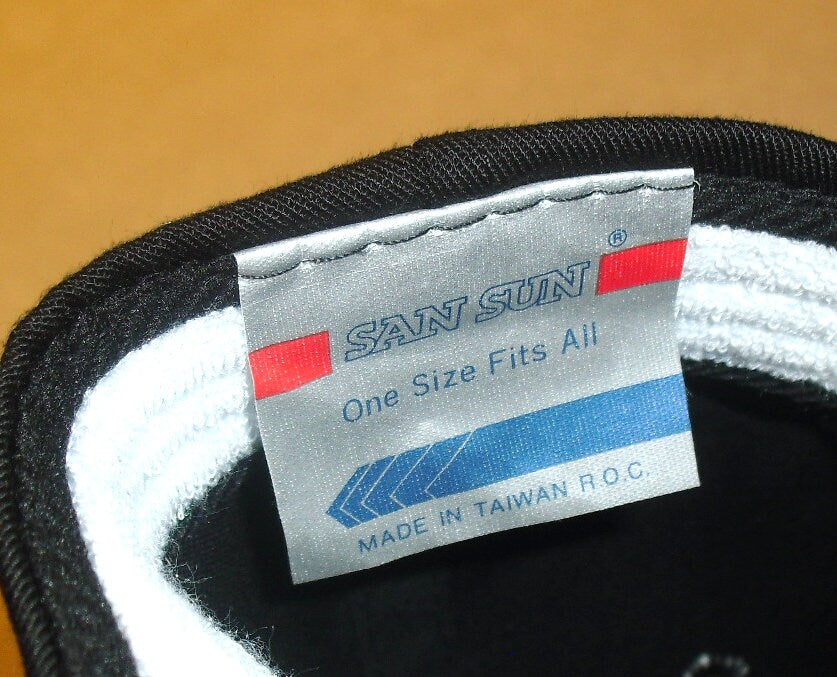 ®
SAN SUN
One Size Fits All
MADE IN TAIWAN R.O.C.